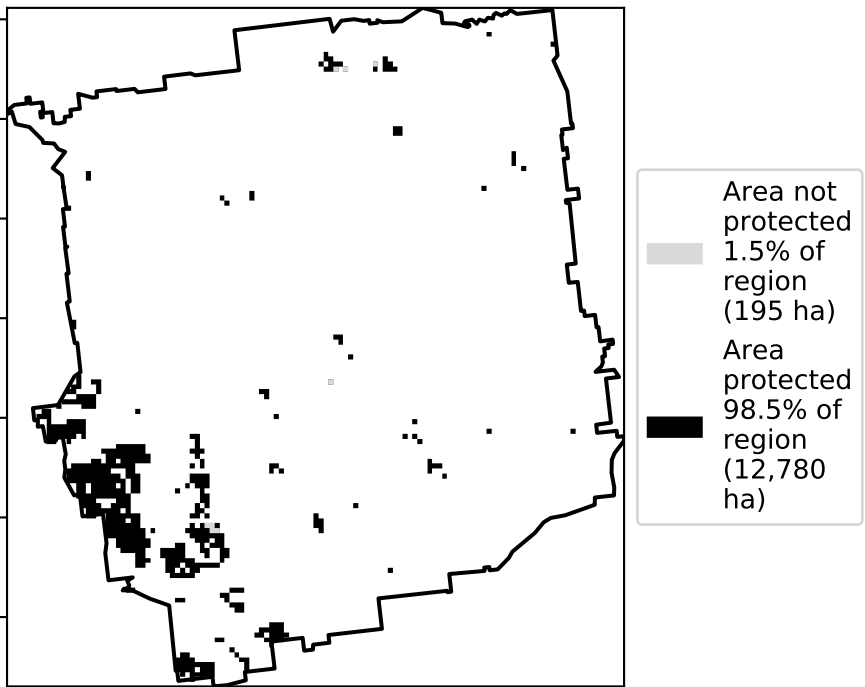 Area not
protected
1.5% of
region
(195 ha)
Area
protected
98.5% of
region
(12,780
ha)